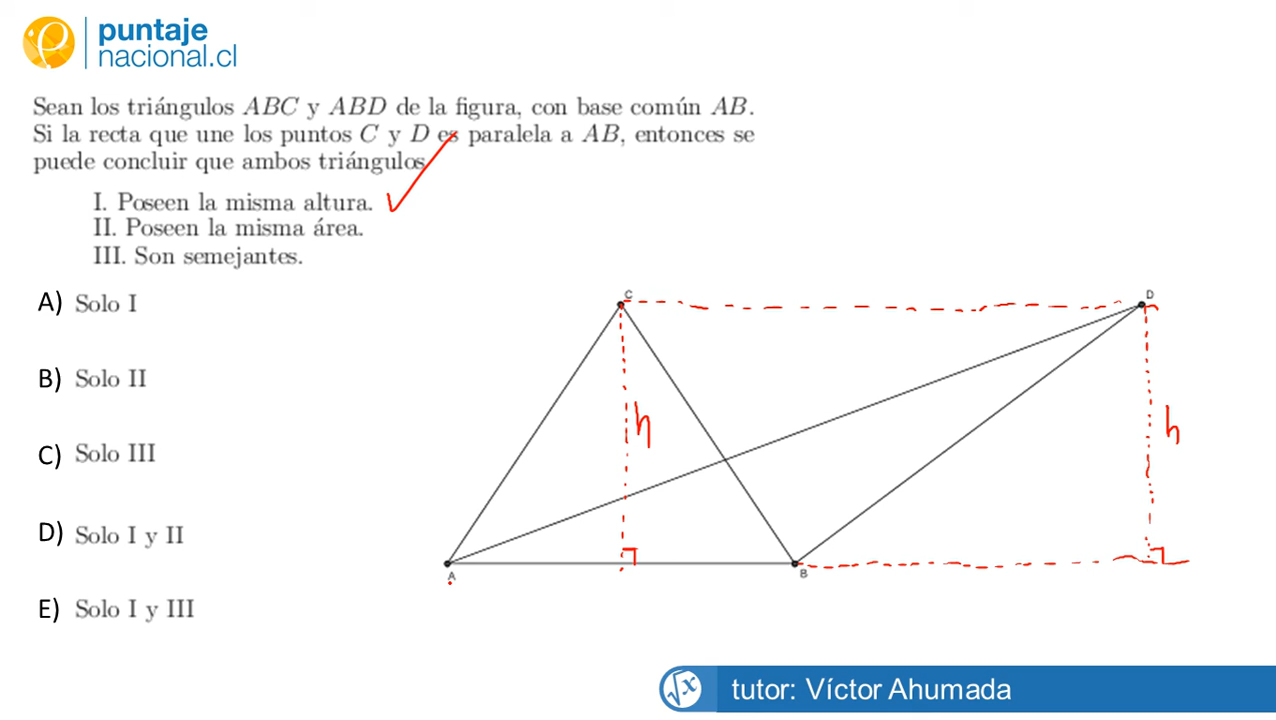 puntaje
nacional.cl
Sean los triángulos ABC y ABD de la figura, con base común AB.
Si la recta que une los puntos C y D es paralela a AB, entonces se
puede concluir que ambos triángulos
I. Poseen la misma altura.
II. Poseen la misma área.
III. Son semejantes.
A) Solo I
B) Solo II
C) Solo III
D) Solo I y II
E) Solo I y III
C
D
h
h
A
B
√x
tutor: Víctor Ahumada